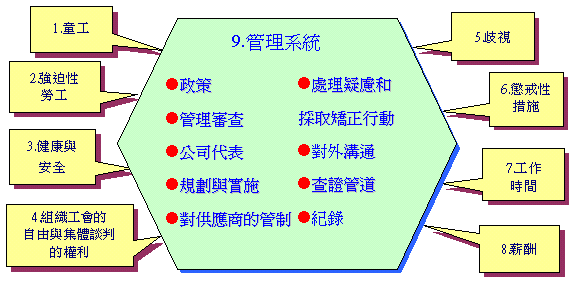 1.童工
2.強迫性
勞工
3.健康與
安全
4.組織工會的
自由與集體談判
的權利
9.管理系統
●政策
●管理審查
●公司代表
●規劃與實施
●對供應商的管制
●處理疑慮和
採取矯正行動
●對外溝通
●查證管道
●紀錄
5.歧視
6.懲戒性
措施
7.工作
時間
8.薪酬